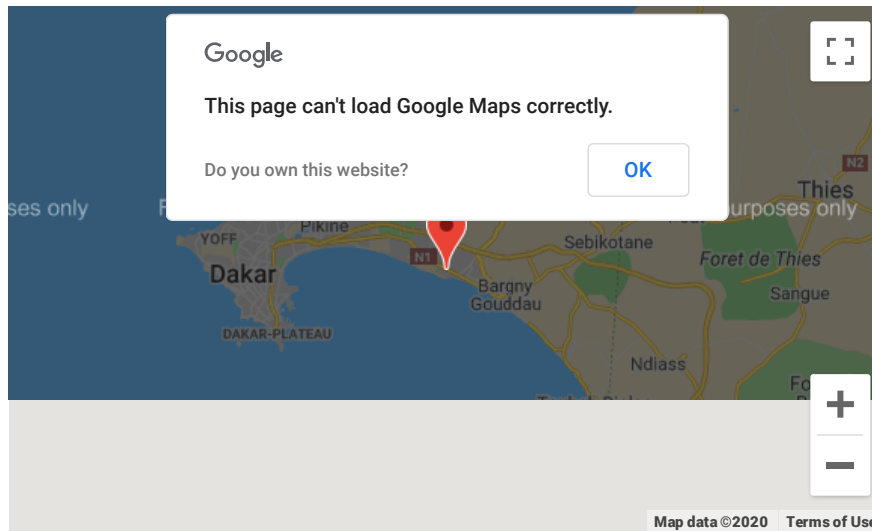 Google
This page can't load Google Maps correctly.
Do you own this website?
OK
N2
Thies
ses only
urposes only
YOFF
Pikine
Sebikotane
N1
Foret de Thies
Dakar
Bargny
Gouddau
Sangue
DAKAR-PLATEAU
Ndiass
Map data ©2020
Terms of Use